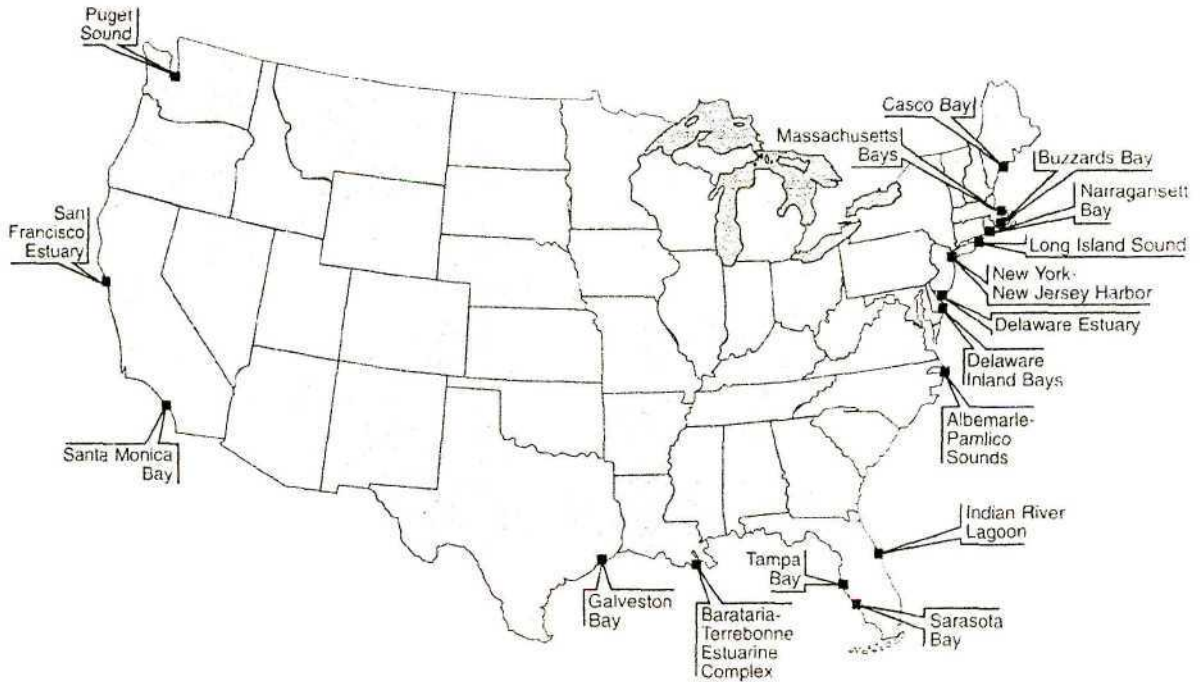 Puget
Sound
San
Francisco
Estuary
Santa Monica
Bay
Galveston
Bay
Barataria-
Terrebonne
Estuarine
Complex
Tampa
Bay
Sarasota
Bay
Indian River
Lagoon
Albemarle-
Pamlico
Sounds
Delaware
Inland Bays
Delaware Estuary
New York-
New Jersey Harbor
Long Island Sound
Narragansett
Bay
Buzzards Bay
Massachusetts
Bays
Casco Bay